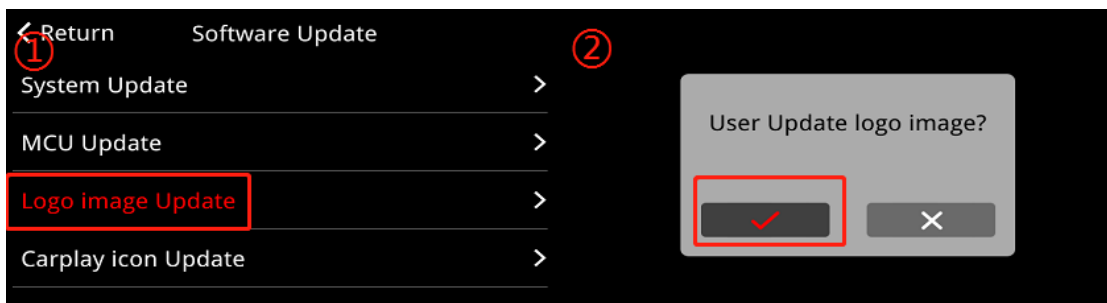 Return Software Update
①
System Update
MCU Update
Logo image Update
Carplay icon Update
②
User Update logo image?